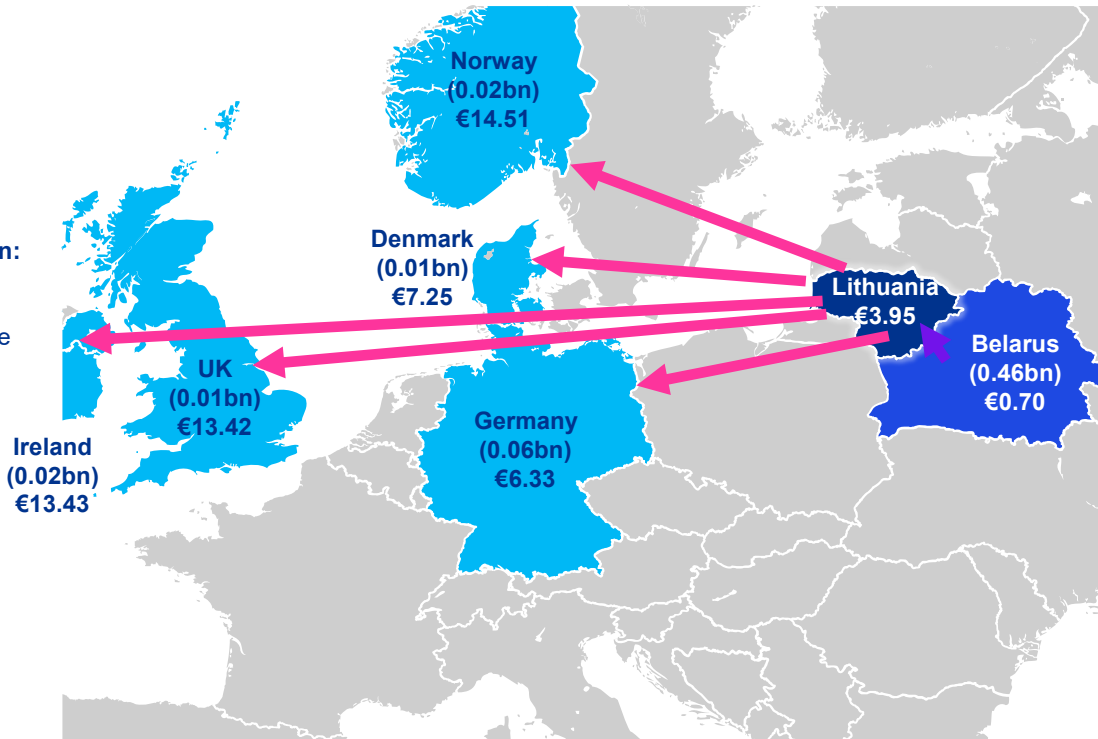 Norway
(0.02bn)
€14.51
n:
Denmark
(0.01bn)
€7.25
Lithuania
€3.95
e
Belarus
(0.46bn)
€0.70
UK
(0.01bn)
€13.42
Germany
(0.06bn)
€6.33
Ireland
(0.02bn)
€13.43